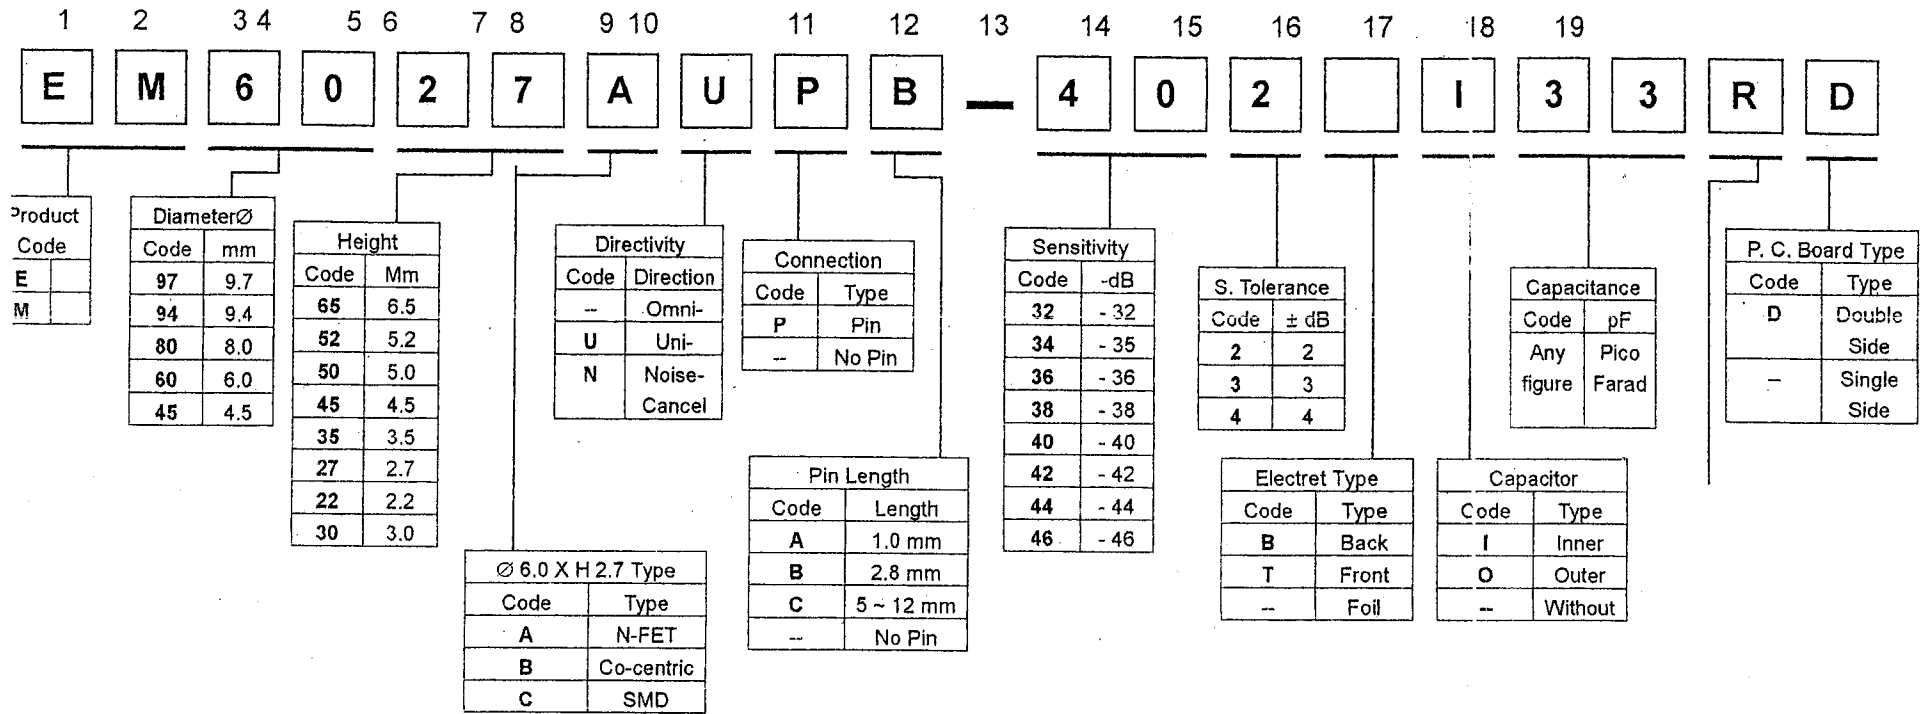 1 2 3 4 5 6 7 8 9 10 11 12 13 14 15 16 17 18 19
E M 6 0 2 7 A U P B – 4 0 2 I 3 3 R D
Product
Code
E
M
Diameter∅
Code mm
97 9.7
94 9.4
80 8.0
60 6.0
45 4.5
Height
Code Mm
65 6.5
52 5.2
50 5.0
45 4.5
35 3.5
27 2.7
22 2.2
30 3.0
∅ 6.0 X H 2.7 Type
Code Type
A N-FET
B Co-centric
C SMD
Directivity
Code Direction
-- Omni-
U Uni-
N Noise-
Cancel
Connection
Code Type
P Pin
-- No Pin
Pin Length
Code Length
A 1.0 mm
B 2.8 mm
C 5 ~ 12 mm
-- No Pin
Sensitivity
Code -dB
32 - 32
34 - 35
36 - 36
38 - 38
40 - 40
42 - 42
44 - 44
46 - 46
S. Tolerance
Code ± dB
2 2
3 3
4 4
Electret Type
Code Type
B Back
T Front
-- Foil
Capacitor
Code Type
I Inner
O Outer
-- Without
Capacitance
Code pF
Any Pico
figure Farad
P. C. Board Type
Code Type
D Double
Side
-- Single
Side